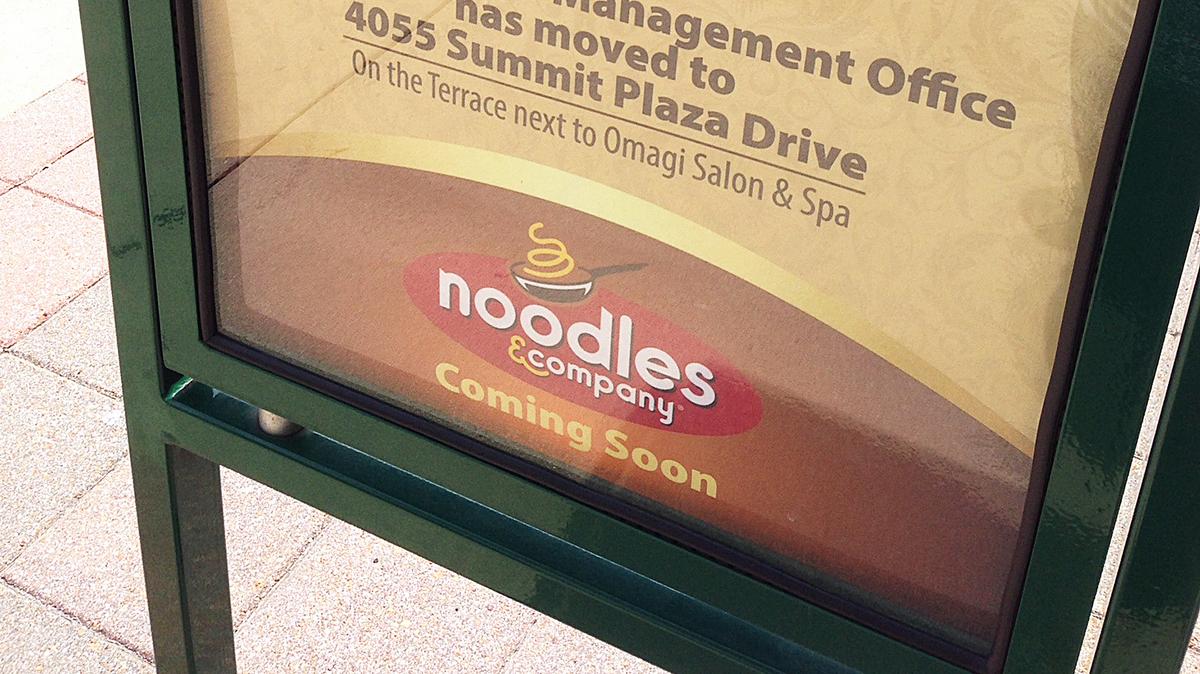 Management Office
has moved to
4055 Summit Plaza Drive
On the Terrace next to Omagi Salon & Spa
noodles
&company
Coming Soon